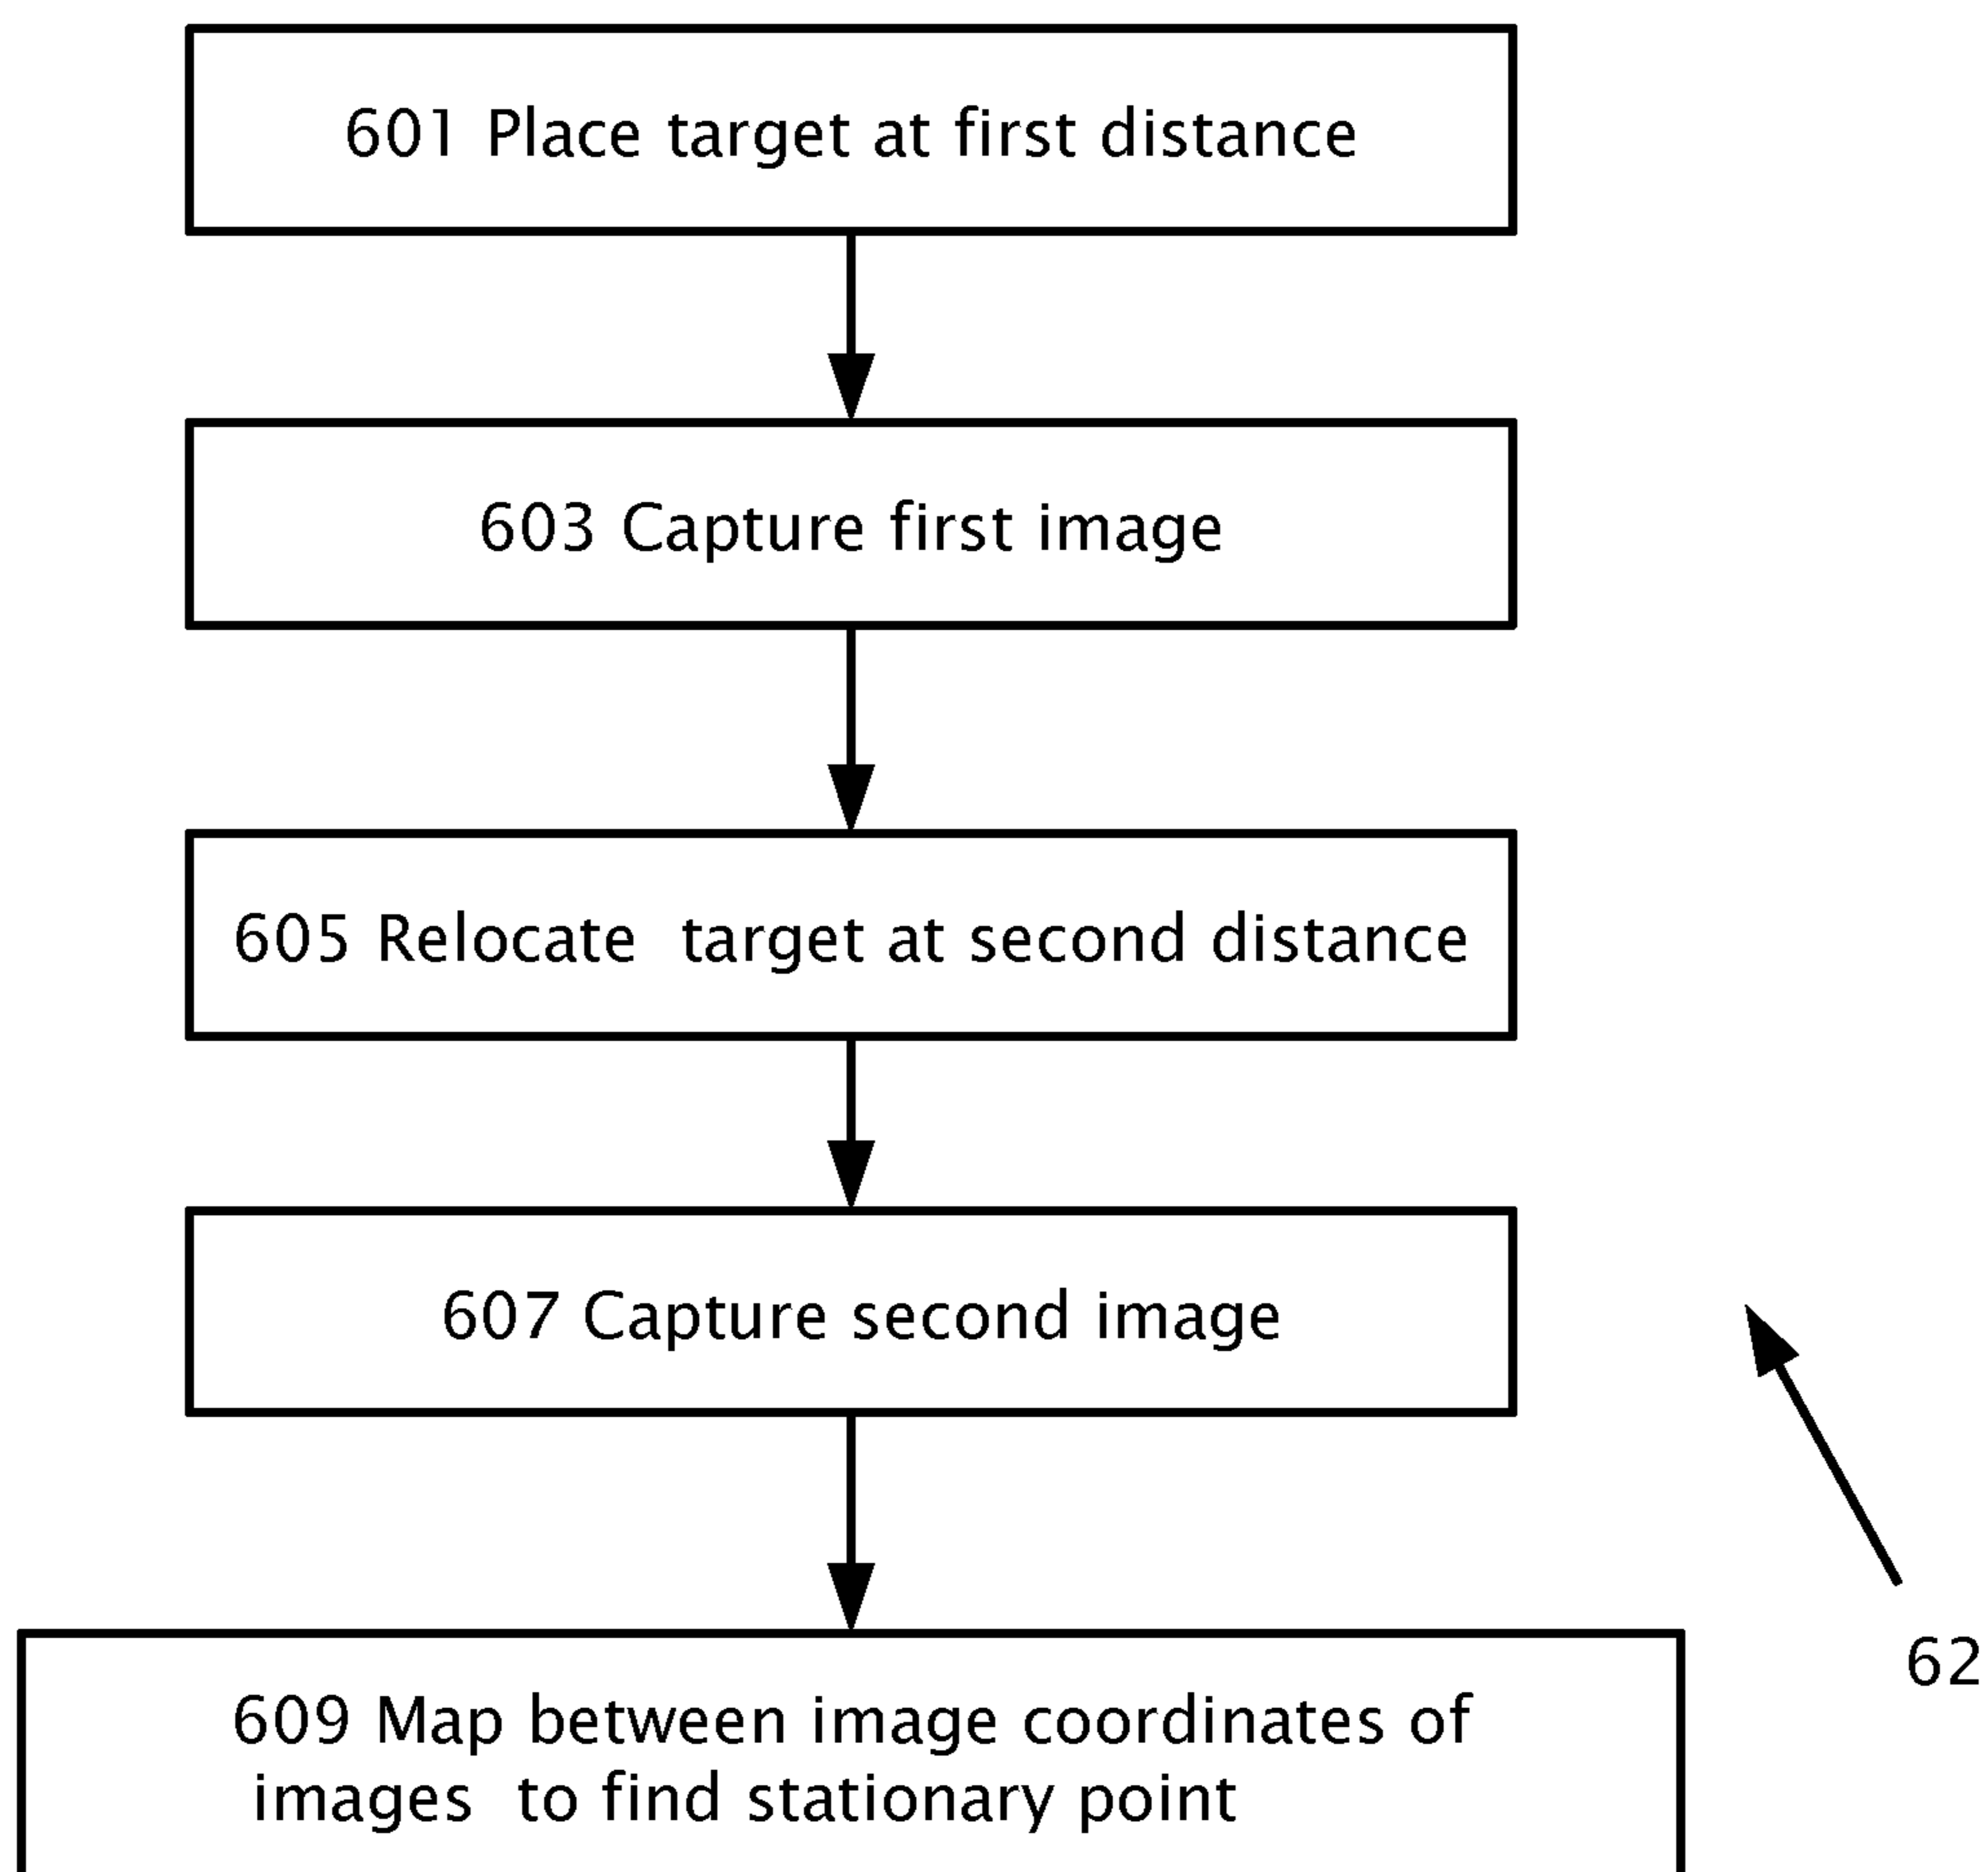 601 Place target at first distance
603 Capture first image
605 Relocate  target at second distance
607 Capture second image
62
609 Map between image coordinates of
images  to find stationary point